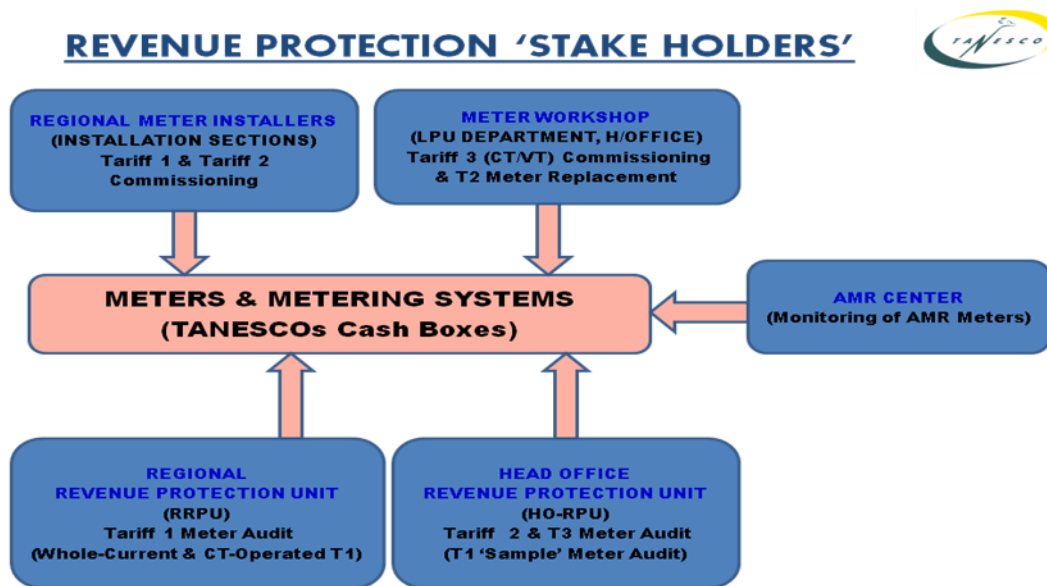 REVENUE PROTECTION ‘STAKE HOLDERS’
TANESCO
REGIONAL METER INSTALLERS
(INSTALLATION SECTIONS)
Tariff 1 & Tariff 2
Commissioning
METER WORKSHOP
(LPU DEPARTMENT, H/OFFICE)
Tariff 3 (CT/VT) Commissioning
& T2 Meter Replacement
METERS & METERING SYSTEMS
(TANESCOs Cash Boxes)
AMR CENTER
(Monitoring of AMR Meters)
REGIONAL
REVENUE PROTECTION UNIT
(RRPU)
Tariff 1 Meter Audit
(Whole-Current & CT-Operated T1)
HEAD OFFICE
REVENUE PROTECTION UNIT
(HO-RPU)
Tariff 2 & T3 Meter Audit
(T1 ‘Sample’ Meter Audit)